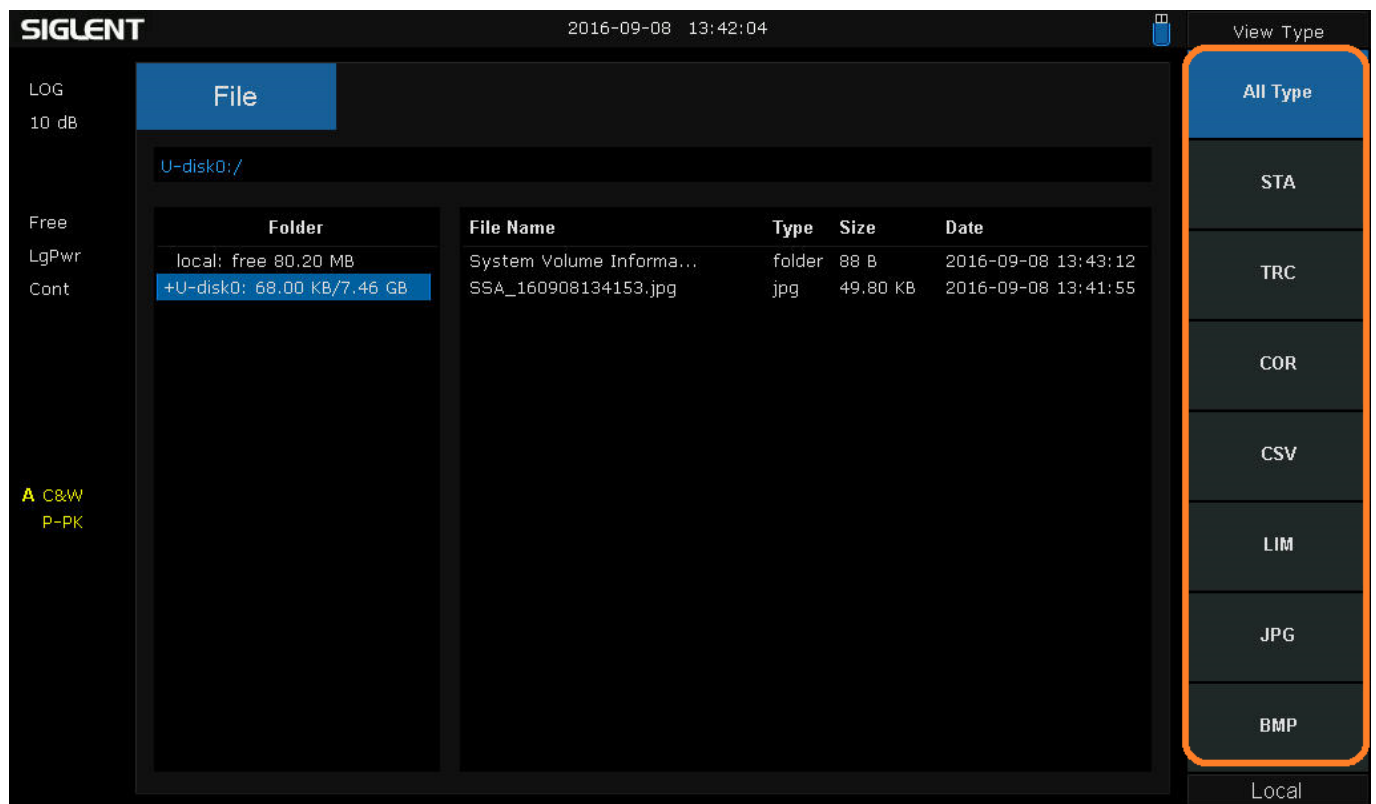 SIGLENT
2016-09-08 13:42:04
View Type
LOG
10 dB
Free
LgPwr
Cont
A C&W
P-PK
File
U-disk0:/
Folder
local: free 80.20 MB
+U-disk0: 68.00 KB/7.46 GB
File Name Type Size Date
System Volume Informa... folder 88 B 2016-09-08 13:43:12
SSA_160908134153.jpg jpg 49.80 KB 2016-09-08 13:41:55
All Type
STA
TRC
COR
CSV
LIM
JPG
BMP
Local